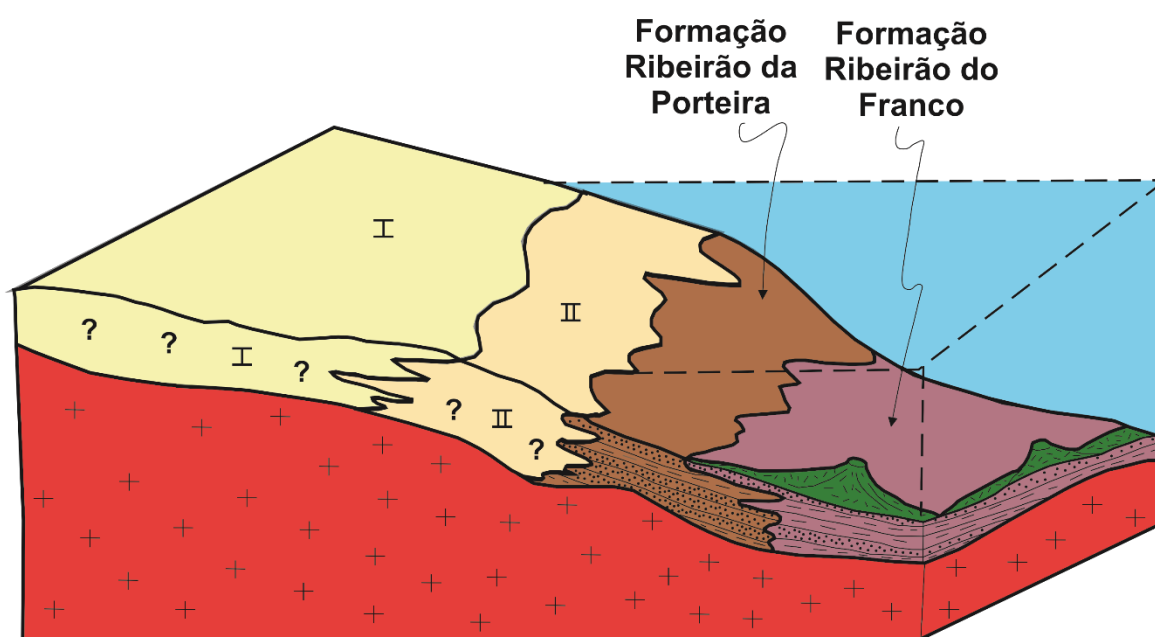 Formação
Ribeirão da
Porteira
Formação
Ribeirão do
Franco
I
II
?
?
I
?
?
II
?